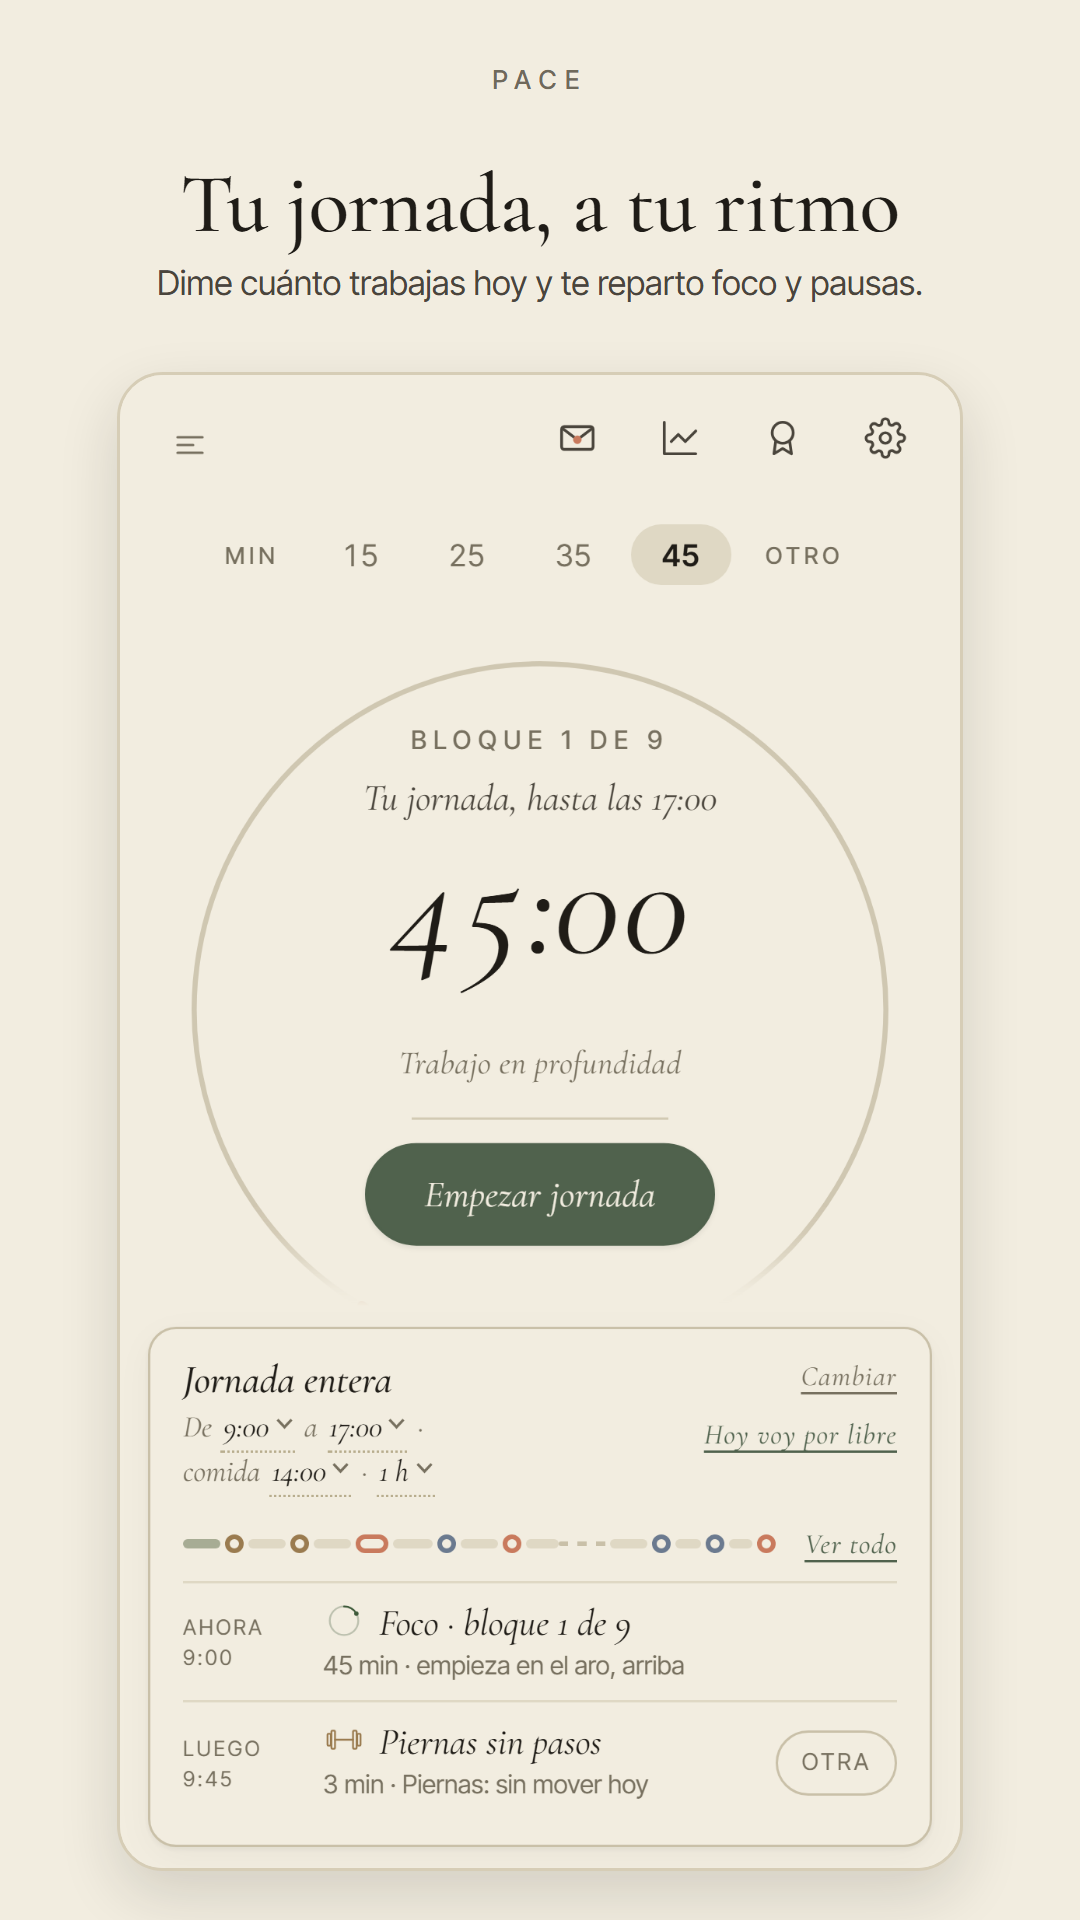 PACE
Tu jornada, a tu ritmo
Dime cuánto trabajas hoy y te reparto foco y pausas.
MIN 15 25 35 45 OTRO
BLOQUE 1 DE 9
Tu jornada, hasta las 17:00
45:00
Trabajo en profundidad
Empezar jornada
Jornada entera
Cambiar
De 9:00 a 17:00 ·
Hoy voy por libre
comida 14:00 · 1 h
Ver todo
AHORA
9:00
Foco · bloque 1 de 9
45 min · empieza en el aro, arriba
LUEGO
9:45
Piernas sin pasos
3 min · Piernas: sin mover hoy
OTRA